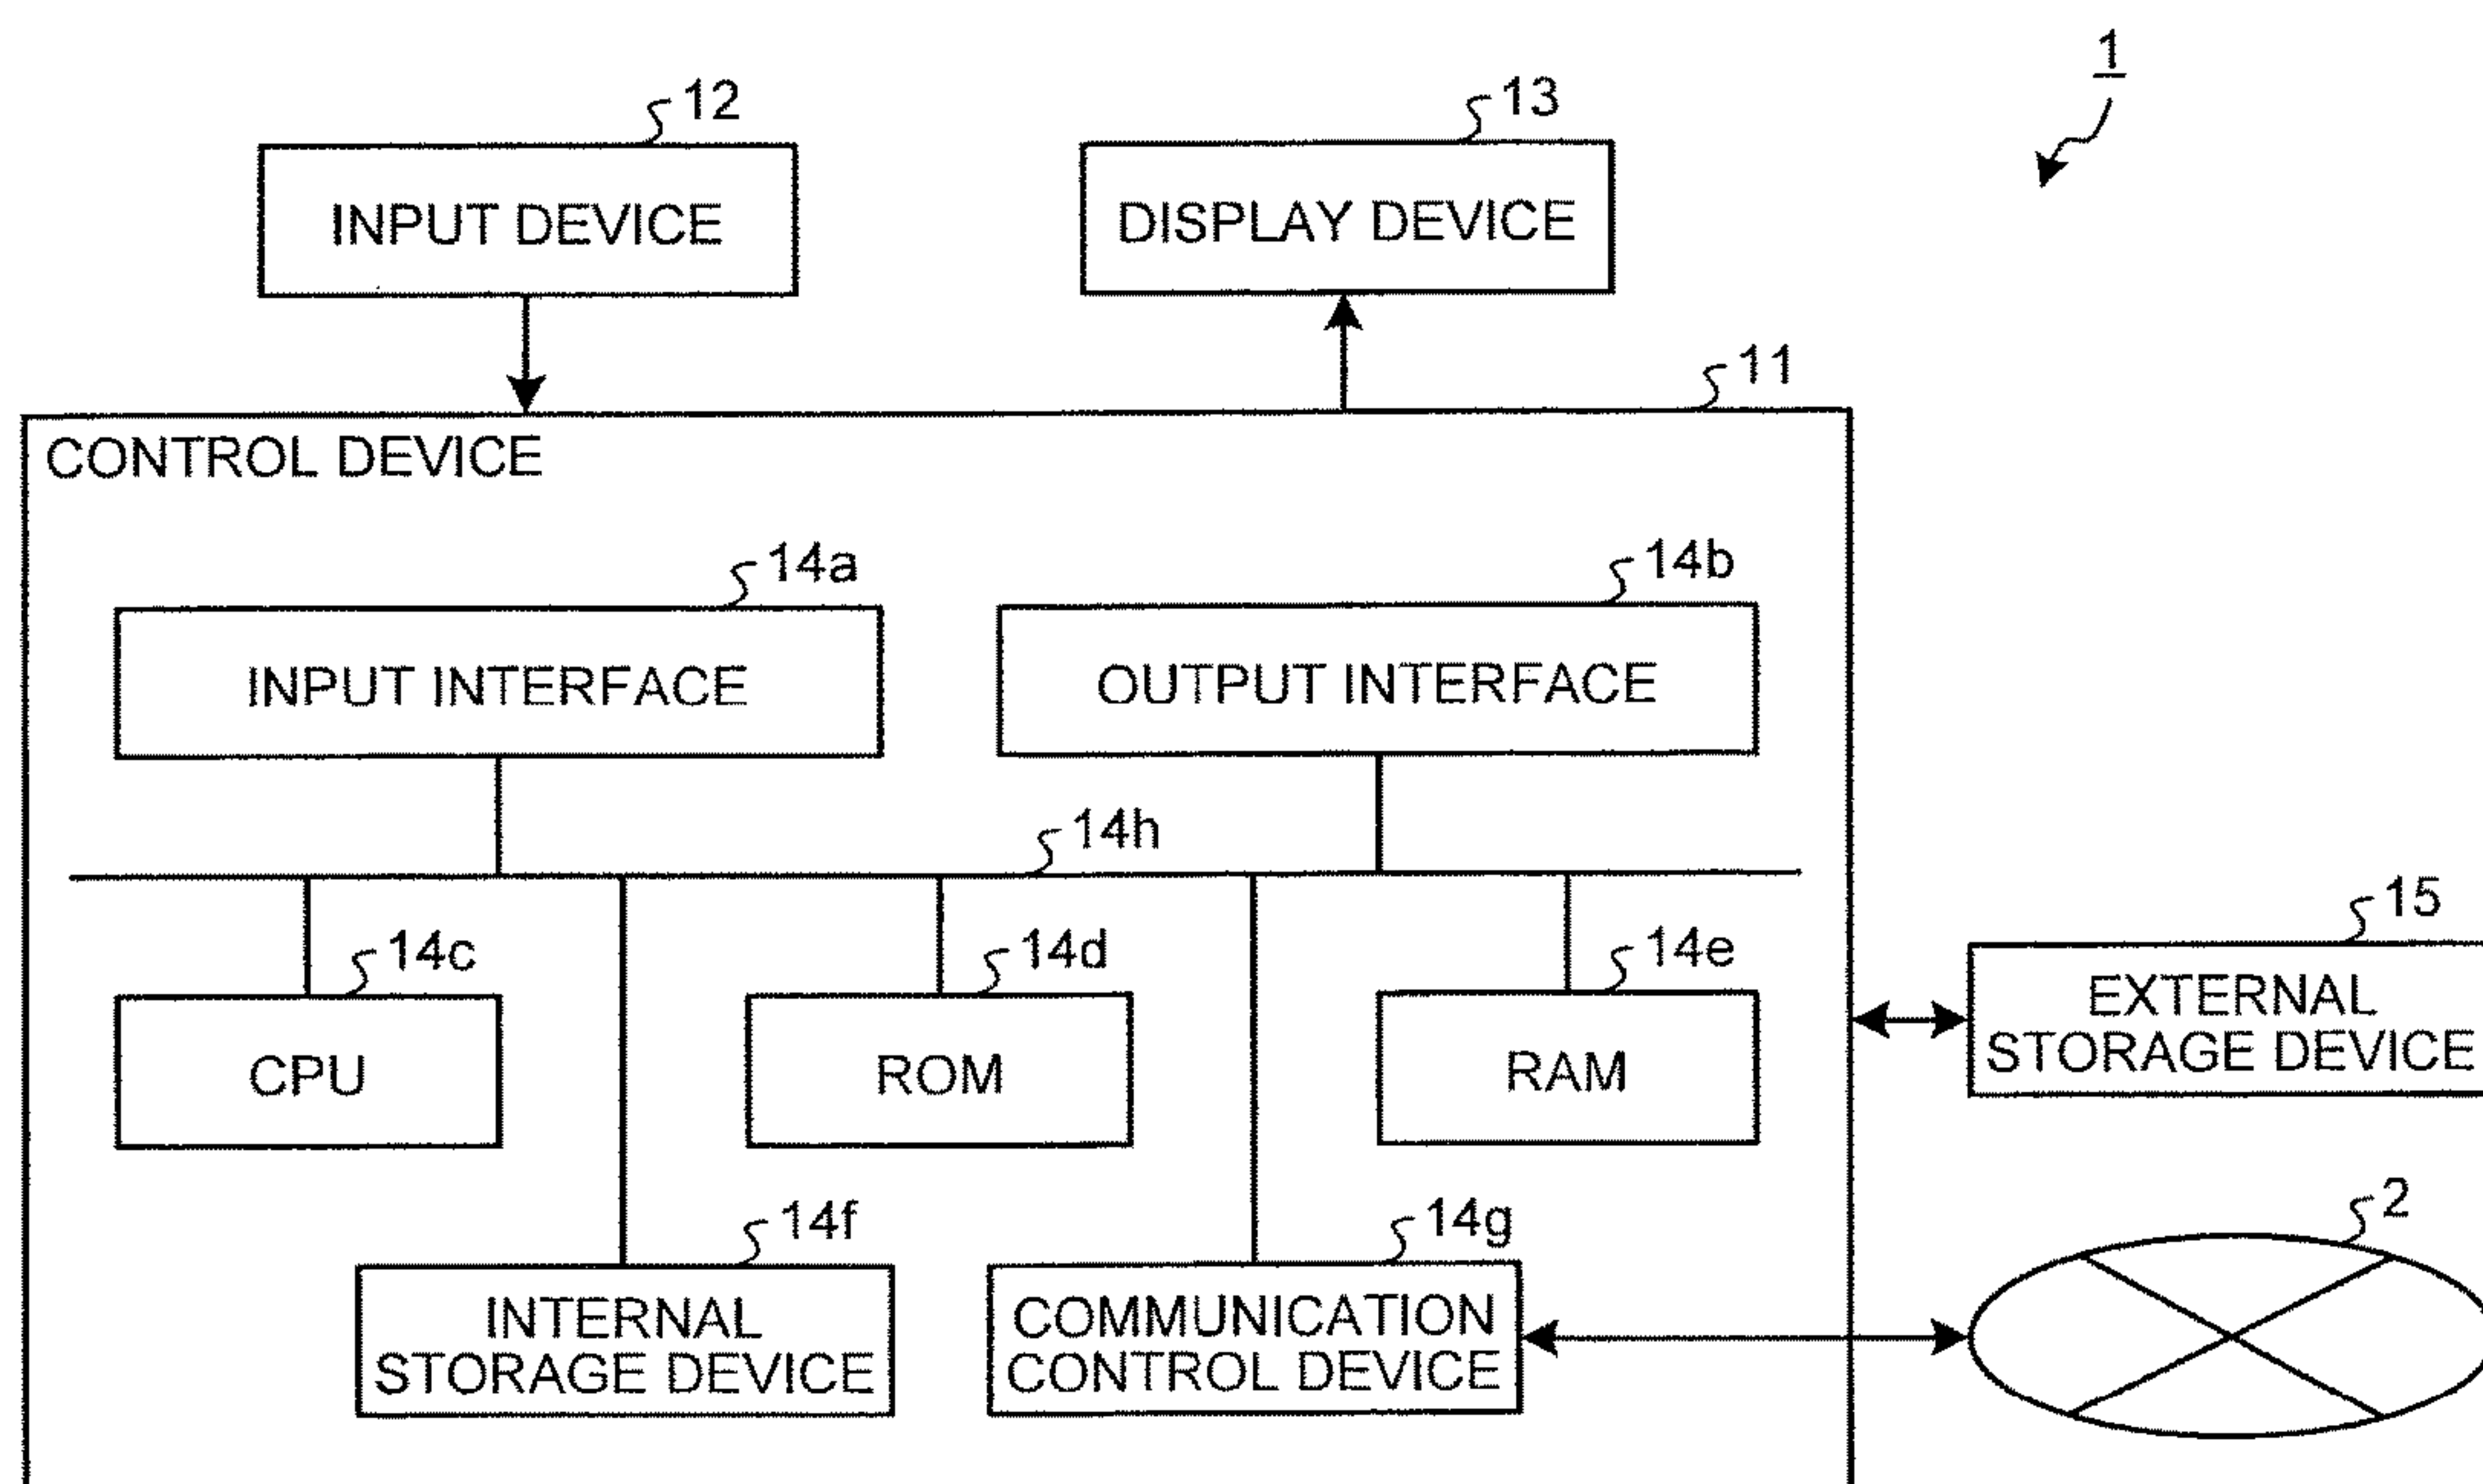 1
12
13
INPUT DEVICE
DISPLAY DEVICE
11
CONTROL DEVICE
14a
14b
INPUT INTERFACE
OUTPUT INTERFACE
14h
14c
14d
14e
15
CPU
ROM
RAM
EXTERNAL
STORAGE DEVICE
14f
14g
2
INTERNAL
STORAGE DEVICE
COMMUNICATION
CONTROL DEVICE